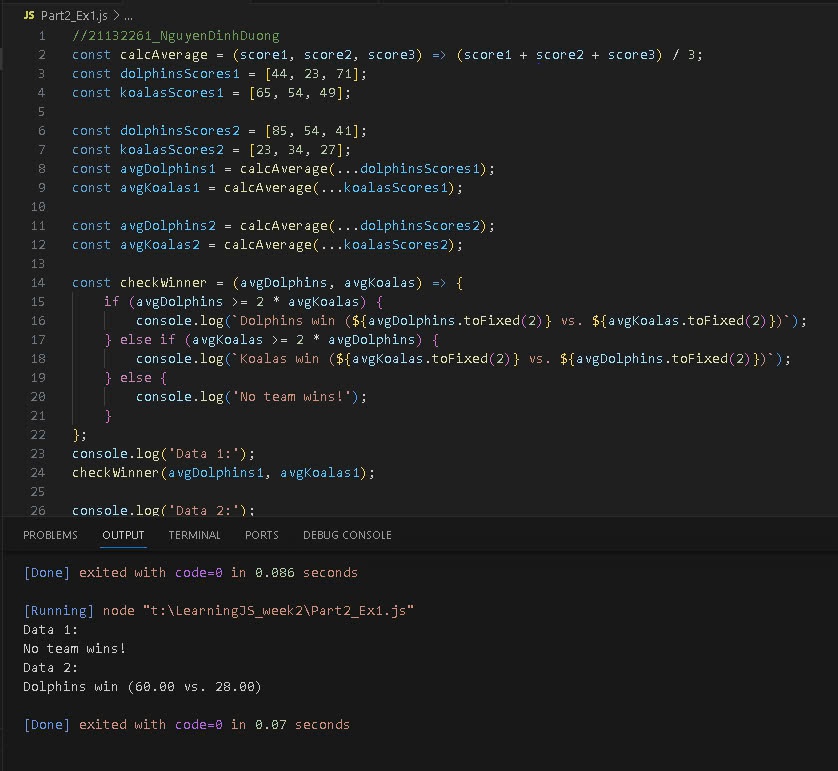 JS Part2_Ex1.js > ...
1 //21132261_NguyenDinhDuong
2 const calcAverage = (score1, score2, score3) => (score1 + score2 + score3) / 3;
3 const dolphinsScores1 = [44, 23, 71];
4 const koalasScores1 = [65, 54, 49];
5
6 const dolphinsScores2 = [85, 54, 41];
7 const koalasScores2 = [23, 34, 27];
8 const avgDolphins1 = calcAverage(...dolphinsScores1);
9 const avgKoalas1 = calcAverage(...koalasScores1);
10
11 const avgDolphins2 = calcAverage(...dolphinsScores2);
12 const avgKoalas2 = calcAverage(...koalasScores2);
13
14 const checkWinner = (avgDolphins, avgKoalas) => {
15     if (avgDolphins >= 2 * avgKoalas) {
16         console.log(`Dolphins win (${avgDolphins.toFixed(2)} vs. ${avgKoalas.toFixed(2)})`);
17     } else if (avgKoalas >= 2 * avgDolphins) {
18         console.log(`Koalas win (${avgKoalas.toFixed(2)} vs. ${avgDolphins.toFixed(2)})`);
19     } else {
20         console.log('No team wins!');
21     }
22 };
23 console.log('Data 1:');
24 checkWinner(avgDolphins1, avgKoalas1);
25
26 console.log('Data 2:');
PROBLEMS OUTPUT TERMINAL PORTS DEBUG CONSOLE
[Done] exited with code=0 in 0.086 seconds
[Running] node "t:\LearningJS_week2\Part2_Ex1.js"
Data 1:
No team wins!
Data 2:
Dolphins win (60.00 vs. 28.00)
[Done] exited with code=0 in 0.07 seconds